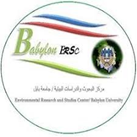 Babylon ERSC
مركز البحوث والدراسات البيئية / جامعة بابل
Environmental Research and Studies Center/ Babylon University